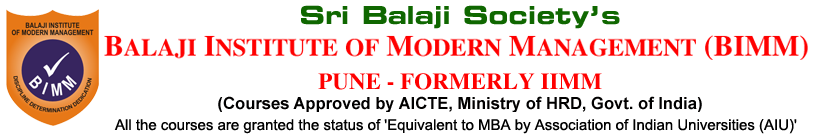 Sri Balaji Society's
BALAJI INSTITUTE OF MODERN MANAGEMENT (BIMM)
PUNE - FORMERLY IIMM
(Courses Approved by AICTE, Ministry of HRD, Govt. of India)
All the courses are granted the status of 'Equivalent to MBA by Association of Indian Universities (AIU)'
BALAJI INSTITUTE
OF MODERN MANAGEMENT
BIMM
DISCIPLINE DETERMINATION DEDICATION